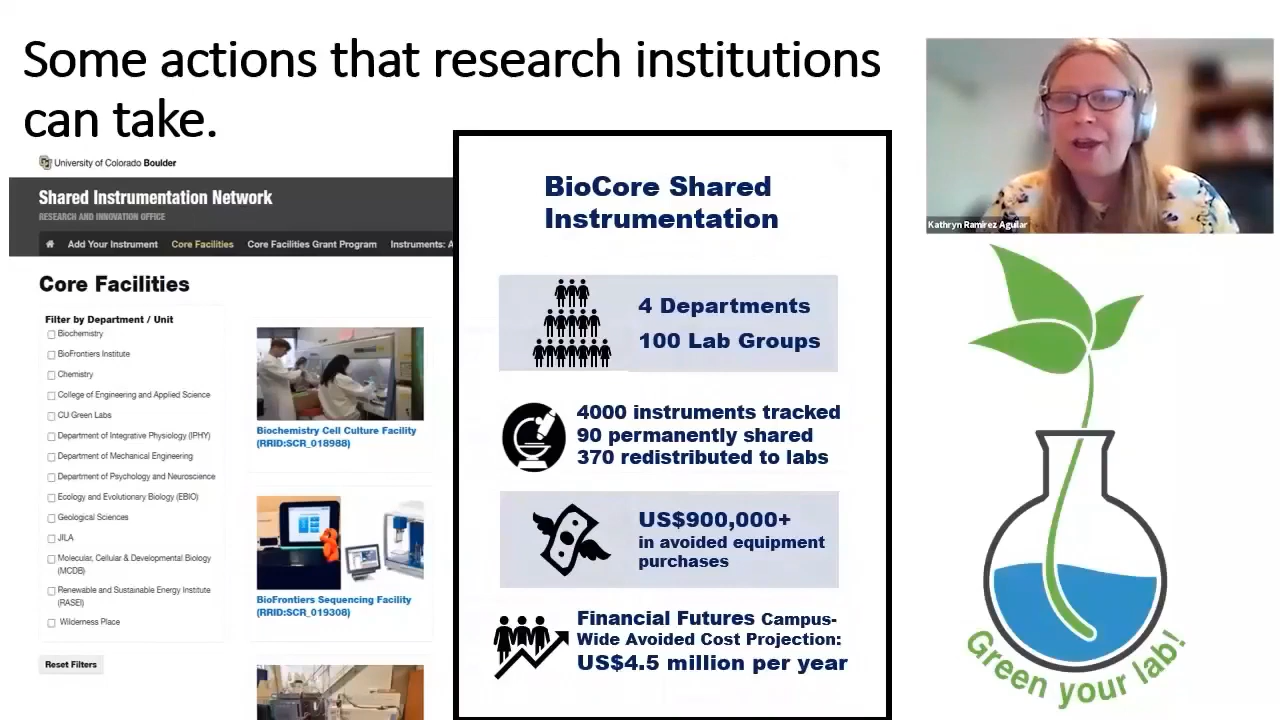 Some actions that research institutions
can take.
University of Colorado Boulder
Shared Instrumentation Network
RESEARCH AND INNOVATION OFFICE
Add Your Instrument
Core Facilities
Core Facilities Grant Program
Instruments: A
Core Facilities
Filter by Department / Unit
Biochemistry
BioFrontiers Institute
Chemistry
College of Engineering and Applied Science
CU Green Labs
Department of Integrative Physiology (IPHY)
Department of Mechanical Engineering
Department of Psychology and Neuroscience
Ecology and Evolutionary Biology (EBIO)
Geological Sciences
JILA
Molecular, Cellular & Developmental Biology
(MCDB)
Renewable and Sustainable Energy Institute
(RASEI)
Wilderness Place
Reset Filters
Biochemistry Cell Culture Facility
(RRID:SCR_018988)
BioFrontiers Sequencing Facility
(RRID:SCR_019308)
BioCore Shared
Instrumentation
4 Departments
100 Lab Groups
4000 instruments tracked
90 permanently shared
370 redistributed to labs
US$900,000+
in avoided equipment
purchases
Financial Futures Campus-
Wide Avoided Cost Projection:
US$4.5 million per year
Kathryn Ramirez Aguilar
Green your lab!